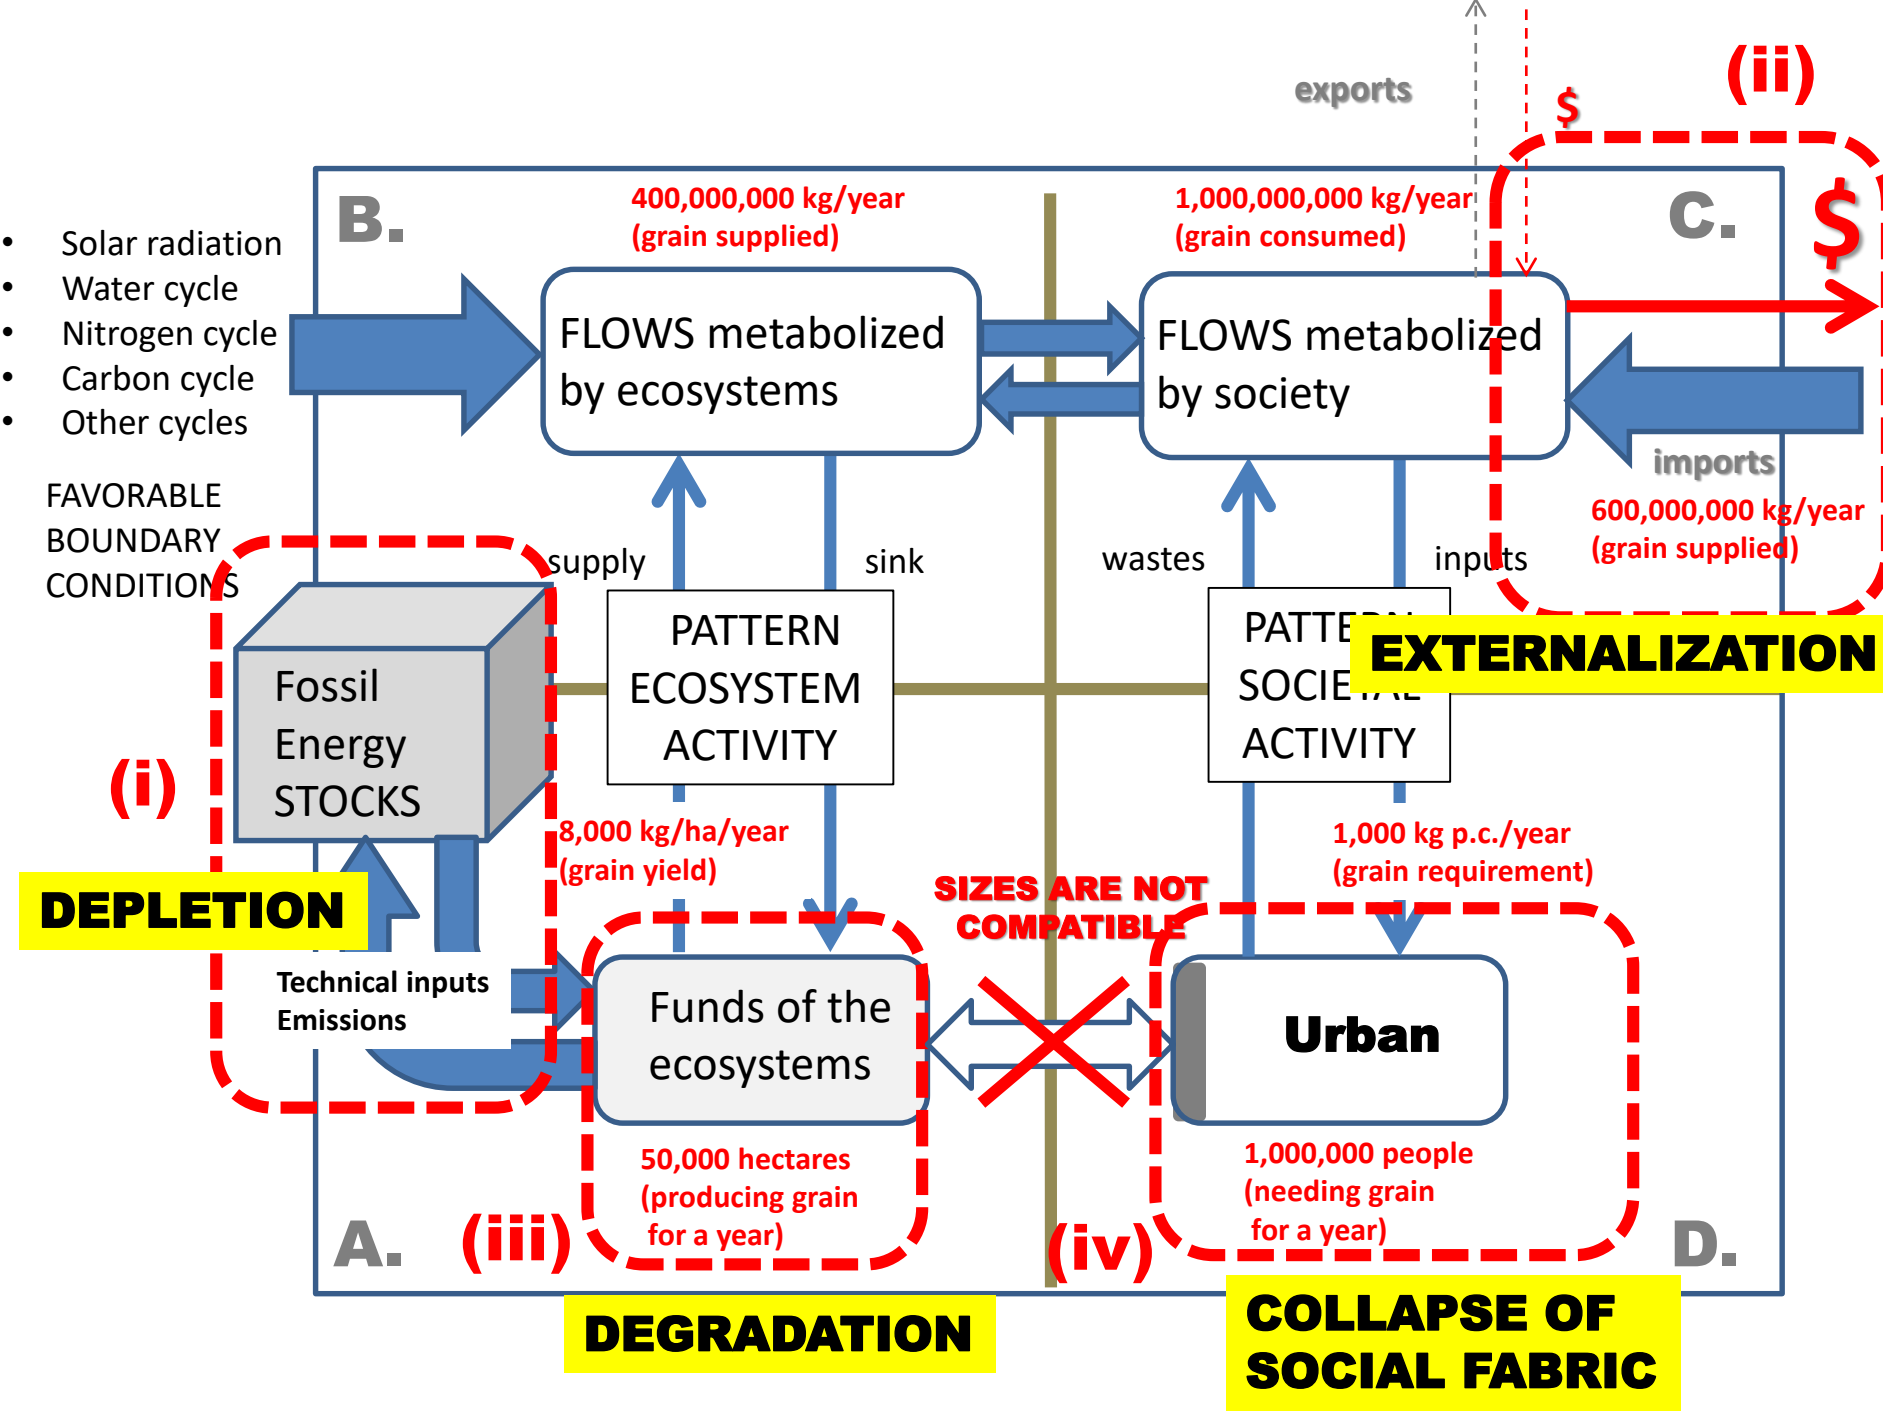 exports
(ii)
$
B.
400,000,000 kg/year
(grain supplied)
1,000,000,000 kg/year
(grain consumed)
C.
$
• Solar radiation
• Water cycle
• Nitrogen cycle
• Carbon cycle
• Other cycles
FLOWS metabolized
by ecosystems
FLOWS metabolized
by society
imports
600,000,000 kg/year
(grain supplied)
FAVORABLE
BOUNDARY
CONDITIONS
supply
sink
wastes
inputs
PATTERN
ECOSYSTEM
ACTIVITY
PATTERN
SOCIETAL
ACTIVITY
EXTERNALIZATION
Fossil
Energy
STOCKS
(i)
8,000 kg/ha/year
(grain yield)
1,000 kg p.c./year
(grain requirement)
DEPLETION
SIZES ARE NOT
COMPATIBLE
Technical inputs
Emissions
Funds of the
ecosystems
Urban
50,000 hectares
(producing grain
for a year)
1,000,000 people
(needing grain
for a year)
A.
(iii)
(iv)
D.
DEGRADATION
COLLAPSE OF
SOCIAL FABRIC